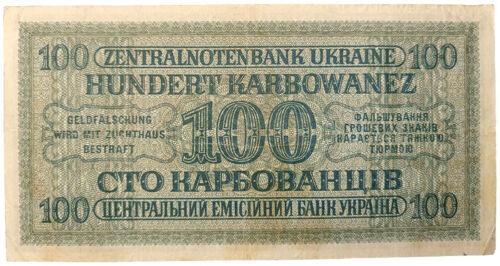 100 ZENTRALNOTENBANK UKRAINE 100
HUNDERT KARBOWANEZ
GELDFÄLSCHUNG
WIRD MIT ZUCHTHAUS
BESTRAFT
100
ФАЛЬШУВАННЯ
ГРОШЕВИХ ЗНАКІВ
КАРАЄТЬСЯ ТЯЖКОЮ
ТЮРМОЮ
СТО КАРБОВАНЦІВ
100 ЦЕНТРАЛЬНИЙ ЕМІСІЙНИЙ БАНК УКРАЇНА 100